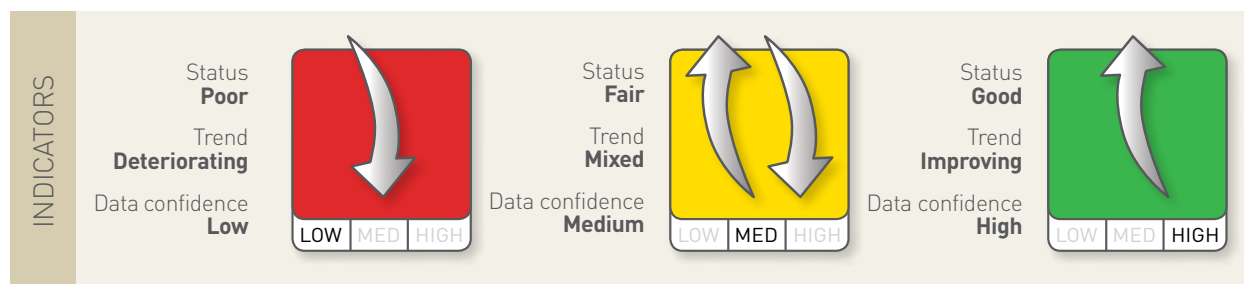 INDICATORS
Status
Poor
Trend
Deteriorating
Data confidence
Low
LOW MED HIGH
Status
Fair
Trend
Mixed
Data confidence
Medium
LOW MED HIGH
Status
Good
Trend
Improving
Data confidence
High
LOW MED HIGH